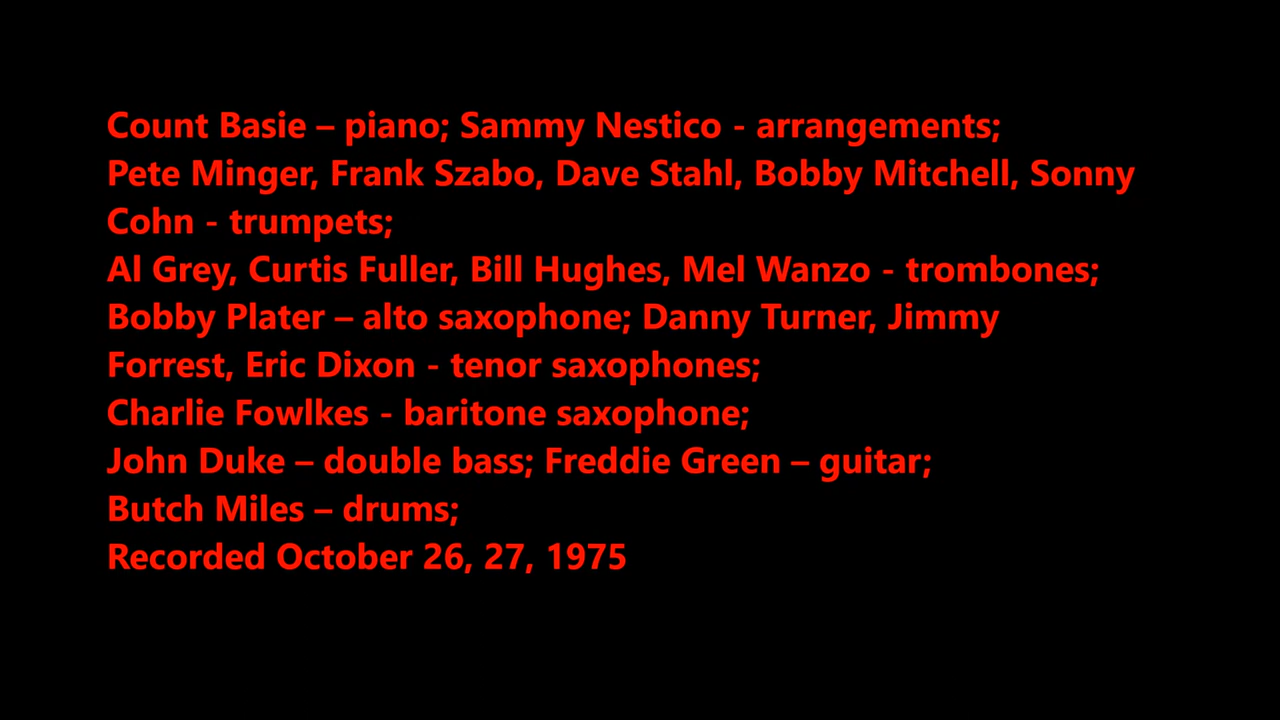 Count Basie – piano; Sammy Nestico - arrangements;
Pete Minger, Frank Szabo, Dave Stahl, Bobby Mitchell, Sonny
Cohn - trumpets;
Al Grey, Curtis Fuller, Bill Hughes, Mel Wanzo - trombones;
Bobby Plater – alto saxophone; Danny Turner, Jimmy
Forrest, Eric Dixon - tenor saxophones;
Charlie Fowlkes - baritone saxophone;
John Duke – double bass; Freddie Green – guitar;
Butch Miles – drums;
Recorded October 26, 27, 1975